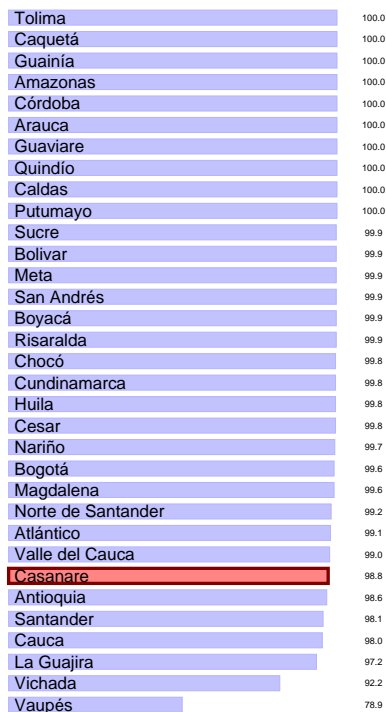 Tolima 100.0
Caquetá 100.0
Guainía 100.0
Amazonas 100.0
Córdoba 100.0
Arauca 100.0
Guaviare 100.0
Quindío 100.0
Caldas 100.0
Putumayo 100.0
Sucre 99.9
Bolivar 99.9
Meta 99.9
San Andrés 99.9
Boyacá 99.9
Risaralda 99.9
Chocó 99.8
Cundinamarca 99.8
Huila 99.8
Cesar 99.8
Nariño 99.7
Bogotá 99.6
Magdalena 99.6
Norte de Santander 99.2
Atlántico 99.1
Valle del Cauca 99.0
Casanare 98.8
Antioquia 98.6
Santander 98.1
Cauca 98.0
La Guajira 97.2
Vichada 92.2
Vaupés 78.9